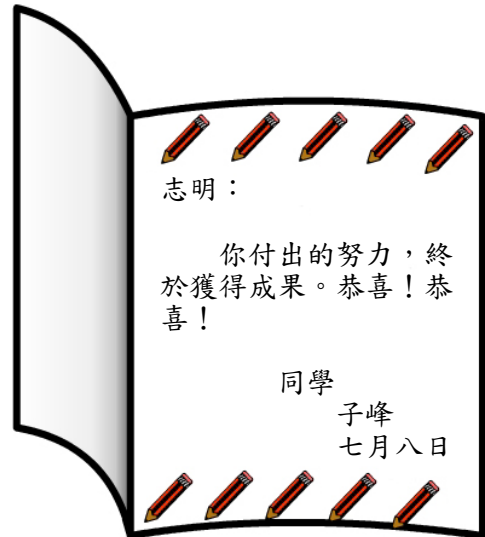 志明：
你付出的努力，終
於獲得成果。恭喜！恭
喜！
同學
子峰
七月八日